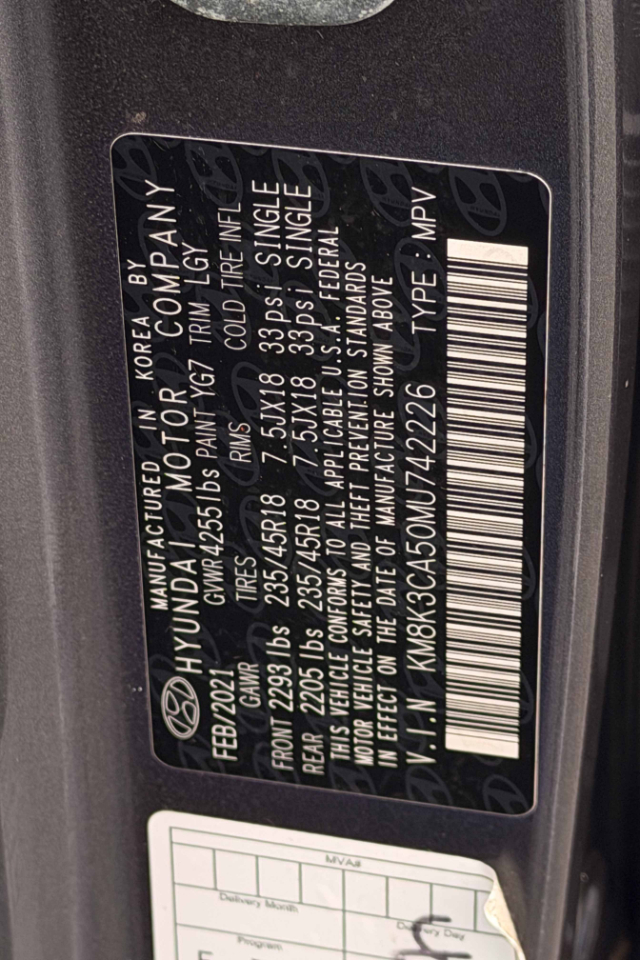 MANUFACTURED IN KOREA BY
HYUNDAI MOTOR COMPANY
FEB/2021 GVWR 4255lbs PAINT YG7 TRIM LGY
GAWR TIRES RMS COLD TIRE INFL
FRONT 2293 lbs 235/45R18 7.5JX18 33psi SINGLE
REAR 2205 lbs 235/45R18 7.5JX18 33psi SINGLE
THIS VEHICLE CONFORMS TO ALL APPLICABLE U.S.A. FEDERAL
MOTOR VEHICLE SAFETY AND THEFT PREVENTION STANDARDS
IN EFFECT ON THE DATE OF MANUFACTURE SHOWN ABOVE
V.I.N KM8K3CA50MU742226 TYPE : MPV
MVA#
Delivery Month
Delivery Day
Program